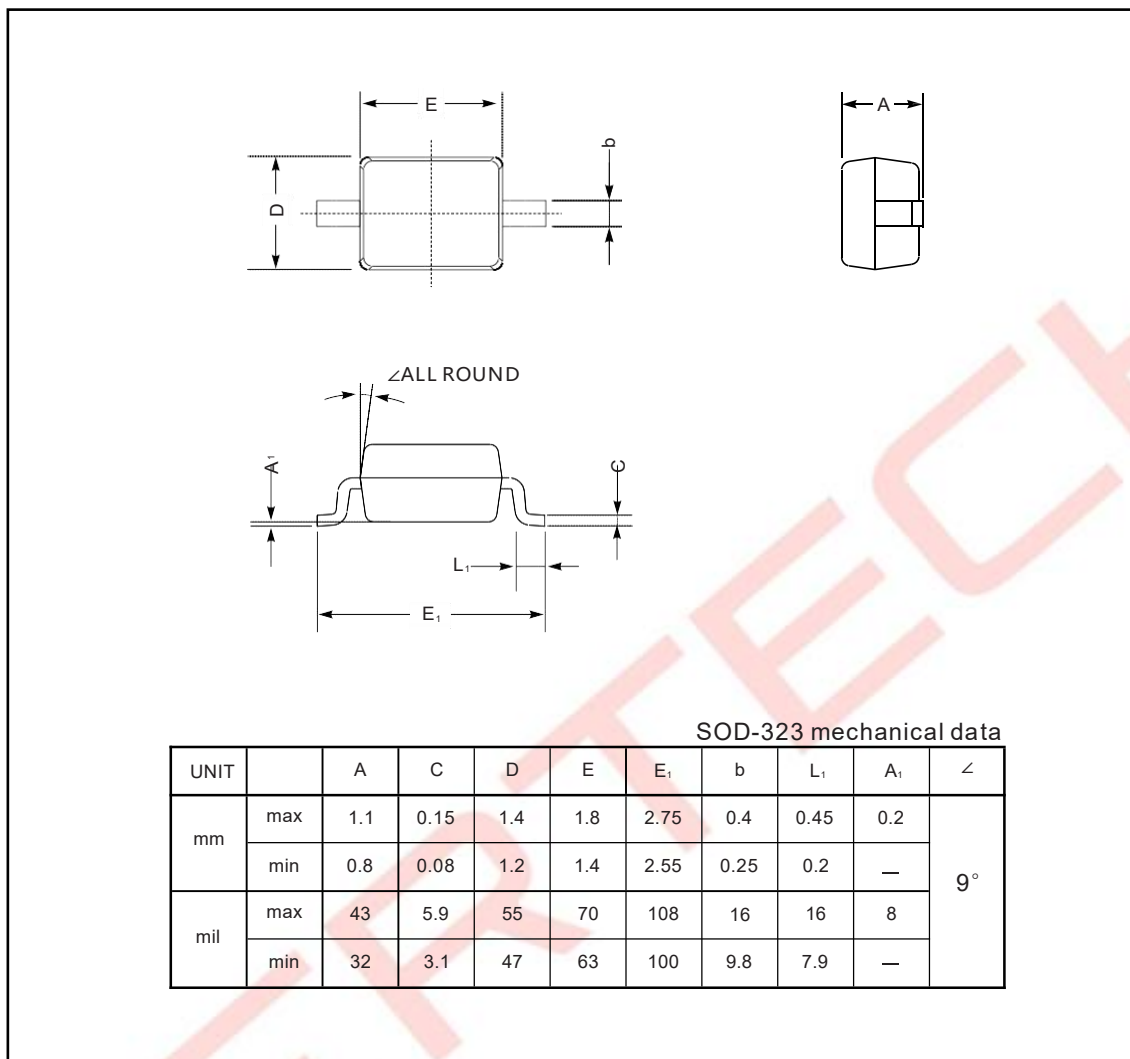 E
A
b
D
∠ALL ROUND
A1
C
L1
E1
SOD-323 mechanical data
UNIT A C D E E1 b L1 A1 ∠
mm max 1.1 0.15 1.4 1.8 2.75 0.4 0.45 0.2 9°
min 0.8 0.08 1.2 1.4 2.55 0.25 0.2 —
mil max 43 5.9 55 70 108 16 16 8
min 32 3.1 47 63 100 9.8 7.9 —